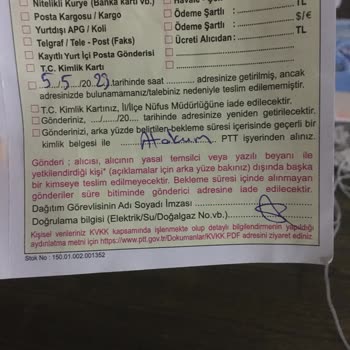 Nitelikli Kurye (Banka kartı vb.)
Posta Kargosu / Kargo
Ödeme Şartlı : TL
Yurtdışı APG / Koli
Ödeme Şartlı : $/€
Telgraf / Tele - Post (Faks)
Ücreti Alıcıdan: TL
Kayıtlı Yurt İçi Posta Gönderisi
T.C. Kimlik Kartı
5./.5./20 tarihinde saat ............ adresinize getirilmiş, ancak
adresinizde bulunamamanız/talebiniz nedeniyle teslim edilememiştir.
T.C. Kimlik Kartınız, İl/İlçe Nüfus Müdürlüğüne iade edilecektir.
Gönderiniz, ..../...../20.... tarihinde adresinize yeniden getirilecektir.
Gönderinizi, arka yüzde belirtilen bekleme süresi içerisinde geçerli bir
kimlik belgesi ile PTT işyerinden alınız.
Gönderi ; alıcısı, alıcının yasal temsilci veya yazılı beyanı ile
yetkilendirdiği kişi* (açıklamalar için arka yüze bakınız) dışında başka
bir kimseye teslim edilmeyecektir. Bekleme süresi içinde alınmayan
gönderiler süre bitiminde gönderici adresine iade edilecektir.
Dağıtım Görevlisinin Adı Soyadı İmzası
Doğrulama bilgisi (Elektrik/Su/Doğalgaz No.vb.)
Kişisel verileriniz KVKK kapsamında işlenmekte olup detaylı bilgilendirmenin yapıldığı
aydınlatma metni için https://www.ptt.gov.tr/Dokumanlar/KVKK PDF adresini ziyaret ediniz
Stok No : 150.01.002.001352